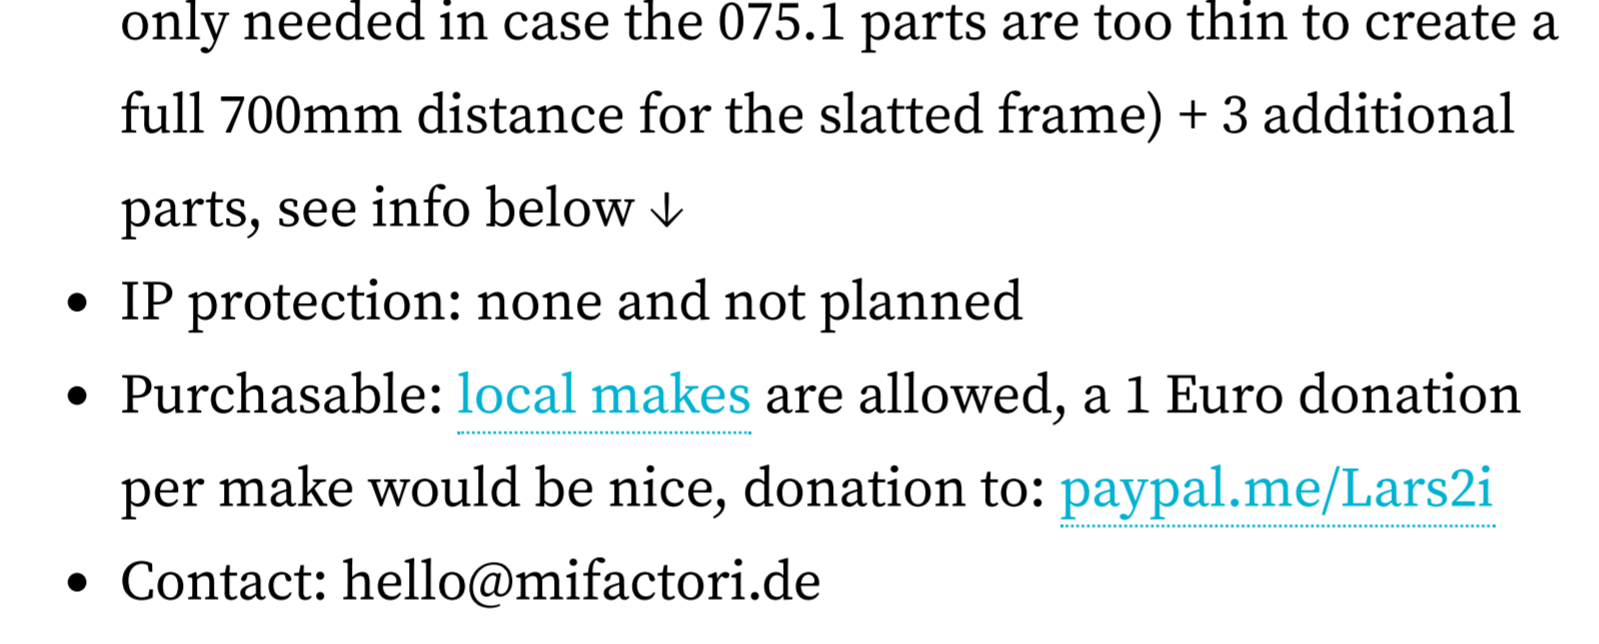 only needed in case the 075.1 parts are too thin to create a
full 700mm distance for the slatted frame) + 3 additional
parts, see info below ↓
• IP protection: none and not planned
• Purchasable: local makes are allowed, a 1 Euro donation
per make would be nice, donation to: paypal.me/Lars2i
• Contact: hello@mifactori.de